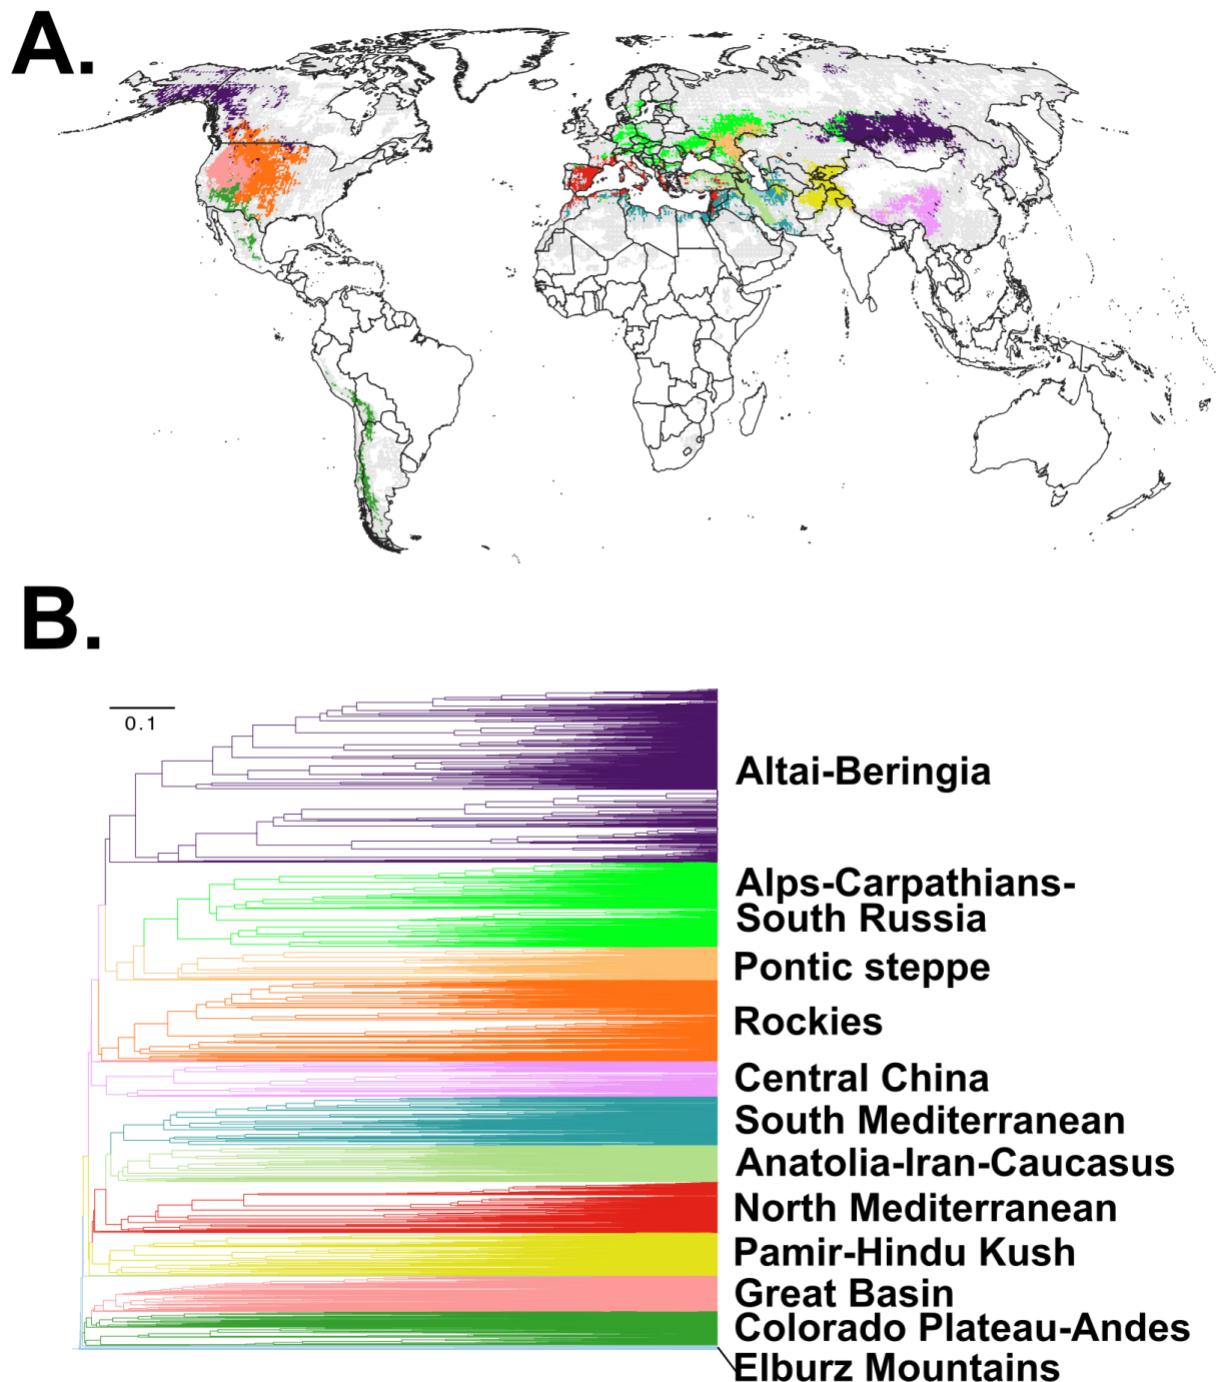 A.
B.
0.1
Altai-Beringia
Alps-Carpathians-
South Russia
Pontic steppe
Rockies
Central China
South Mediterranean
Anatolia-Iran-Caucasus
North Mediterranean
Pamir-Hindu Kush
Great Basin
Colorado Plateau-Andes
Elburz Mountains